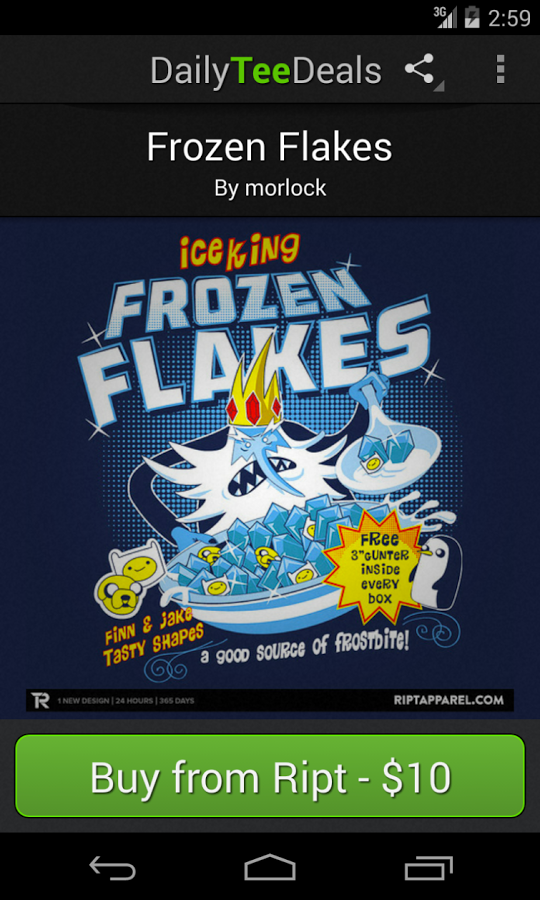 3G 2:59
DailyTeeDeals
Frozen Flakes
By morlock
iceKiNG
FROZEN
FLAKES
FREE
3"GUNTER
iNSiDE
eVeRY
BOX
FiNN & JaKe
TaSTY SHaPeS
a GOOD SOURCe OF FROSTBiTe!
TR 1 NEW DESIGN | 24 HOURS | 365 DAYS RIPTAPPAREL.COM
Buy from Ript - $10